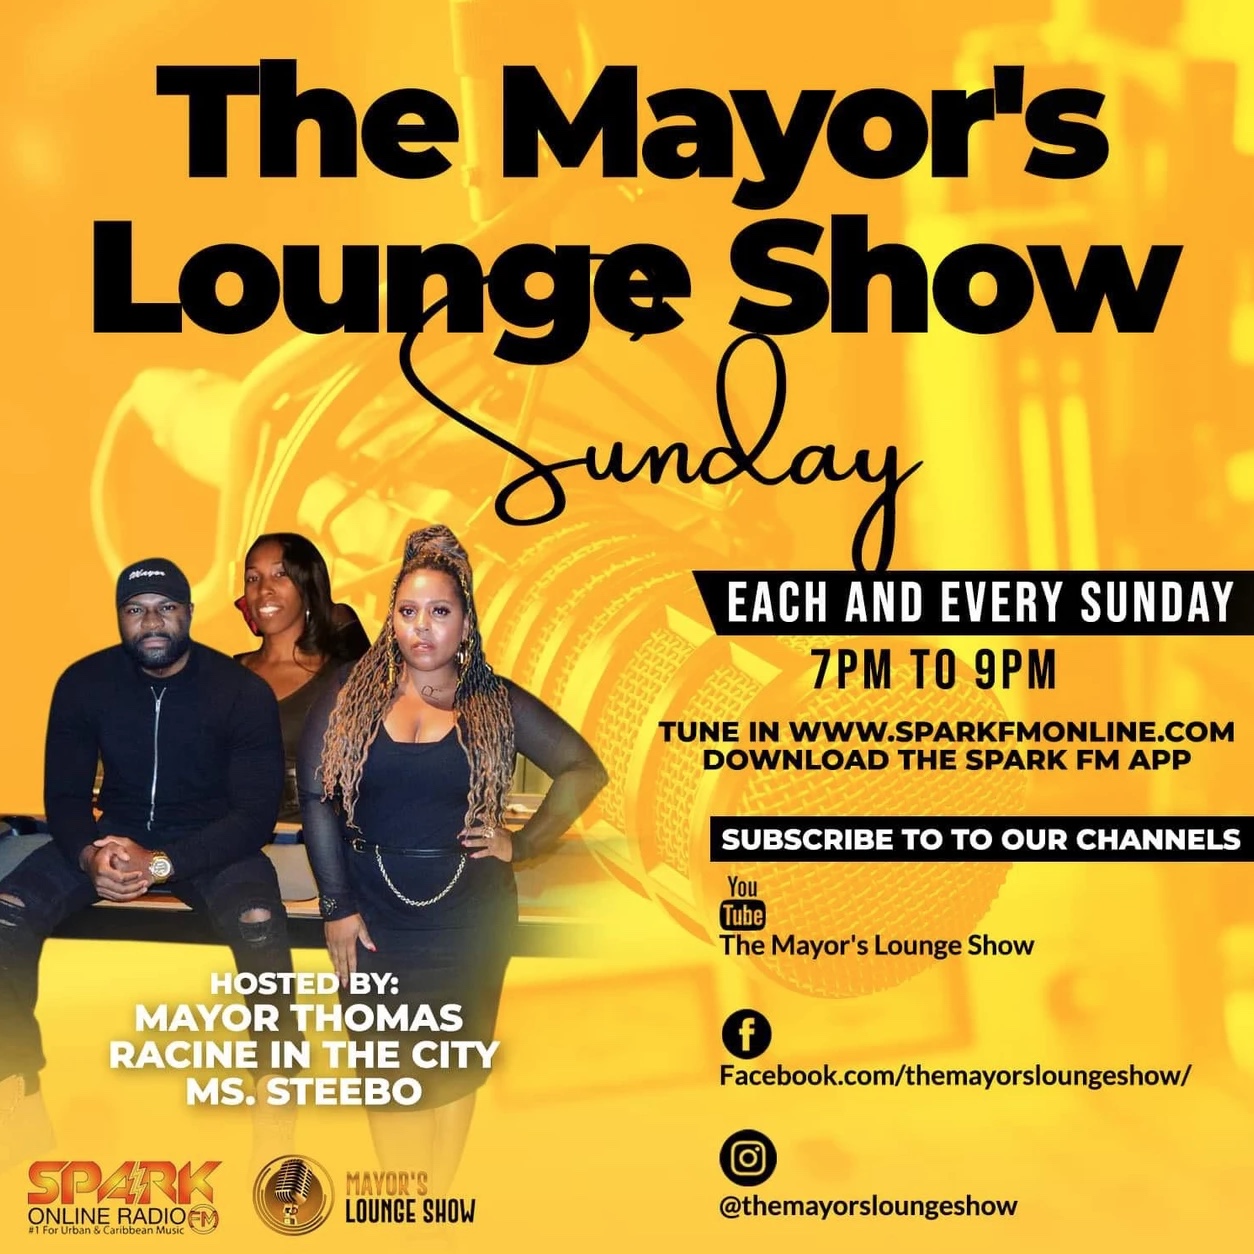 The Mayor's
Lounge Show
Sunday
EACH AND EVERY SUNDAY
7PM TO 9PM
TUNE IN WWW.SPARKFMONLINE.COM
DOWNLOAD THE SPARK FM APP
SUBSCRIBE TO TO OUR CHANNELS
You
Tube
The Mayor's Lounge Show
Facebook.com/themayorsloungeshow/
@themayorsloungeshow
Mayor
HOSTED BY:
MAYOR THOMAS
RACINE IN THE CITY
MS. STEEBO
SPARK
ONLINE RADIO FM
#1 For Urban & Caribbean Music
MAYOR'S
LOUNGE SHOW